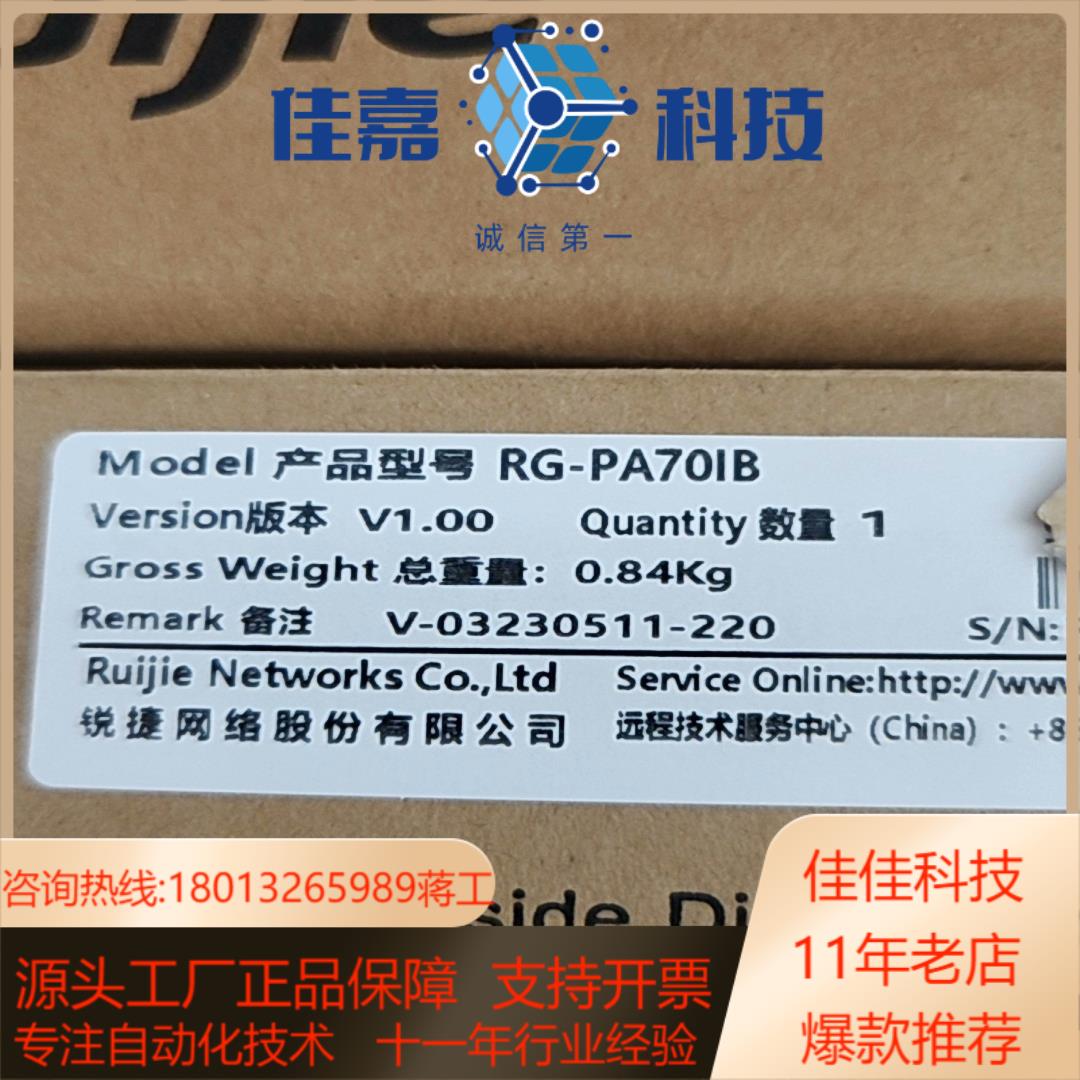 佳嘉科技
诚信第一
Model 产品型号 RG-PA70IB
Version版本 V1.00 Quantity 数量 1
Gross Weight 总重量: 0.84Kg
Remark 备注 V-03230511-220 S/N:
Ruijie Networks Co.,Ltd Service Online:http://www
锐捷网络股份有限公司 远程技术服务中心 (China) : +8
咨询热线:18013265989蒋工
side Di
佳佳科技
11年老店
爆款推荐
源头工厂正品保障 支持开票
专注自动化技术 十一年行业经验